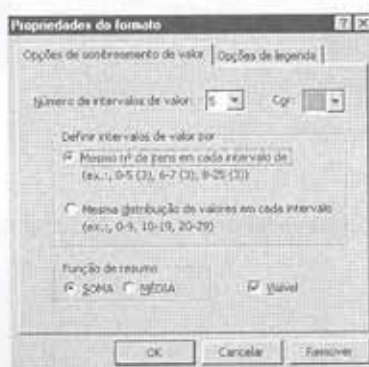 Propriedades do formato
Opções de sombreamento de valor Opções de legenda
Número de intervalos de valor: 5 Cor:
Definir intervalos de valor por
Mesmo nº de itens em cada intervalo de
(ex.:, 0-5 (3), 6-7 (3), 8-25 (3))
Mesma distribuição de valores em cada intervalo
(ex.:, 0-9, 10-19, 20-29)
Função de resumo
SOMA MÉDIA Visível
OK Cancelar Remover